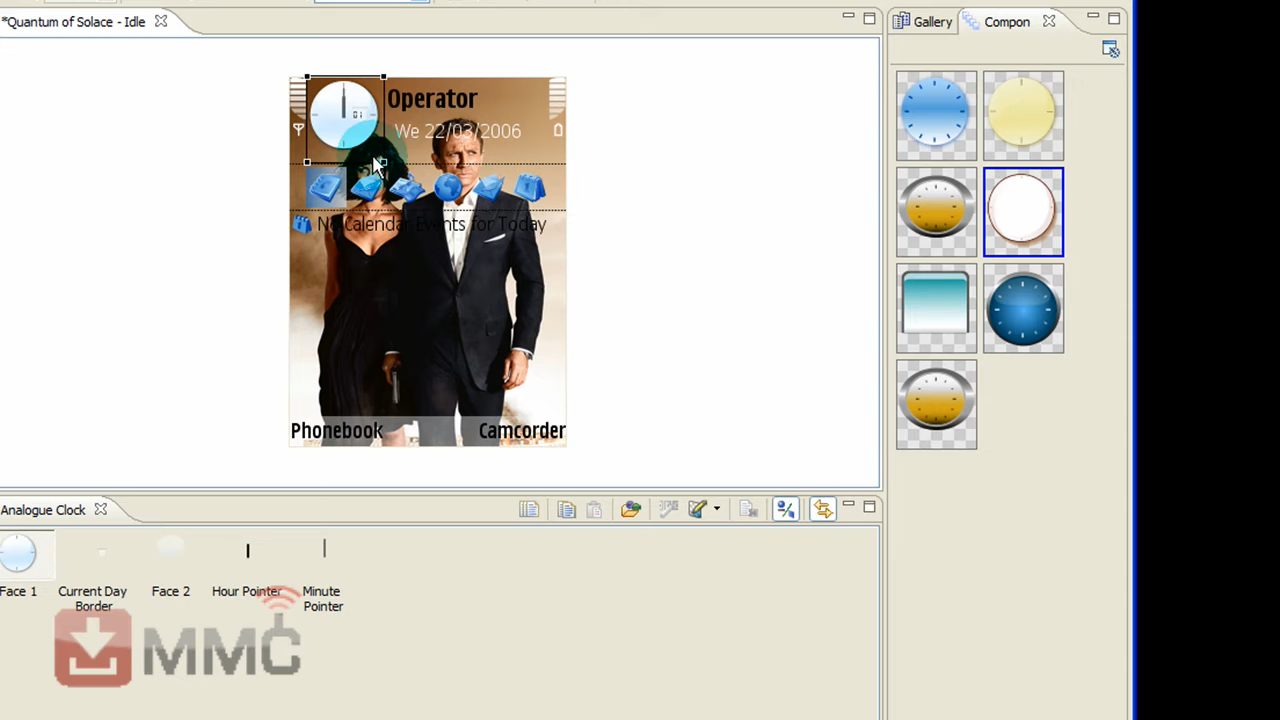 *Quantum of Solace - Idle
Gallery
Compon
01
Operator
We 22/03/2006
No Calendar Events for Today
Phonebook
Camcorder
Analogue Clock
Face 1
Current Day Border
Face 2
Hour Pointer
Minute Pointer
MMC